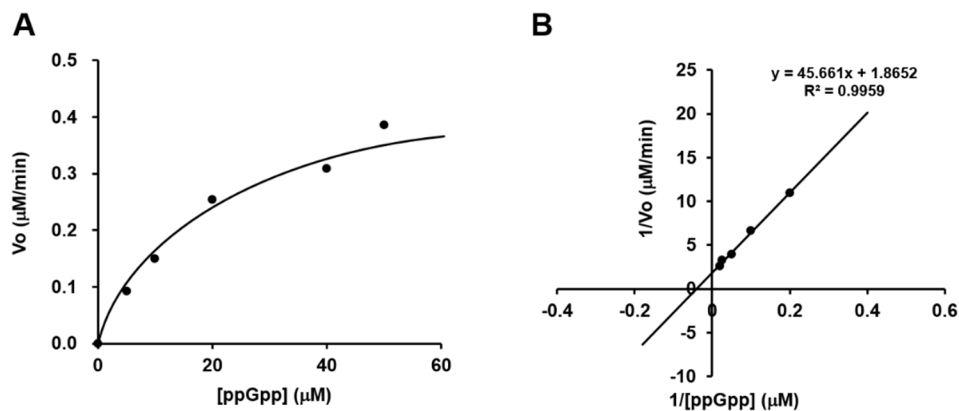 A
0.5
0.4
0.3
0.2
0.1
0.0
Vo (μM/min)
0 20 40 60
[ppGpp] (μM)
B
y = 45.661x + 1.8652
R² = 0.9959
25
20
15
10
5
0
-5
-10
1/Vo (μM/min)
-0.4 -0.2 0 0.2 0.4 0.6
1/[ppGpp] (μM)